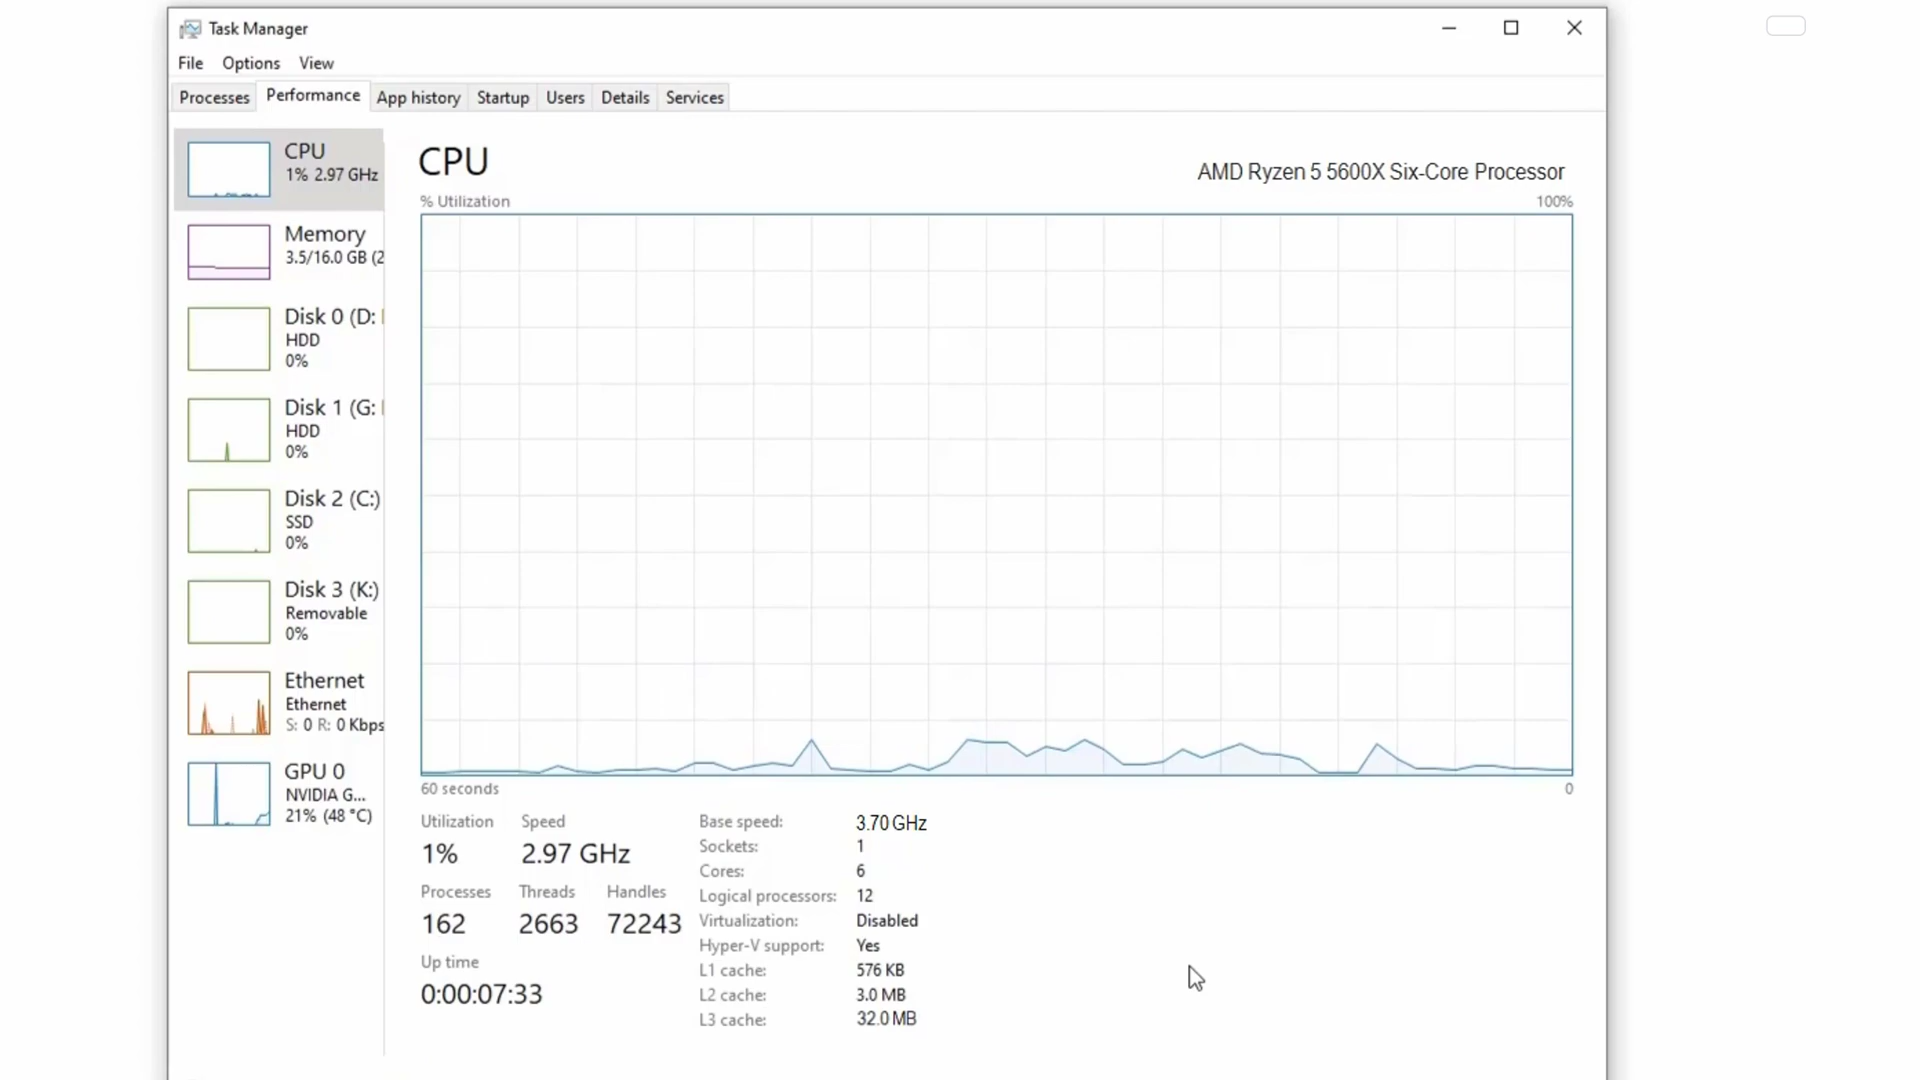 Task Manager
File Options View
Processes Performance App history Startup Users Details Services
CPU
1% 2.97 GHz
Memory
3.5/16.0 GB (2
Disk 0 (D:
HDD
0%
Disk 1 (G:
HDD
0%
Disk 2 (C:)
SSD
0%
Disk 3 (K:)
Removable
0%
Ethernet
Ethernet
S: 0 R: 0 Kbps
GPU 0
NVIDIA G...
21% (48 °C)
CPU
AMD Ryzen 5 5600X Six-Core Processor
% Utilization 100%
60 seconds 0
Utilization Speed
1% 2.97 GHz
Processes Threads Handles
162 2663 72243
Up time
0:00:07:33
Base speed: 3.70 GHz
Sockets: 1
Cores: 6
Logical processors: 12
Virtualization: Disabled
Hyper-V support: Yes
L1 cache: 576 KB
L2 cache: 3.0 MB
L3 cache: 32.0 MB